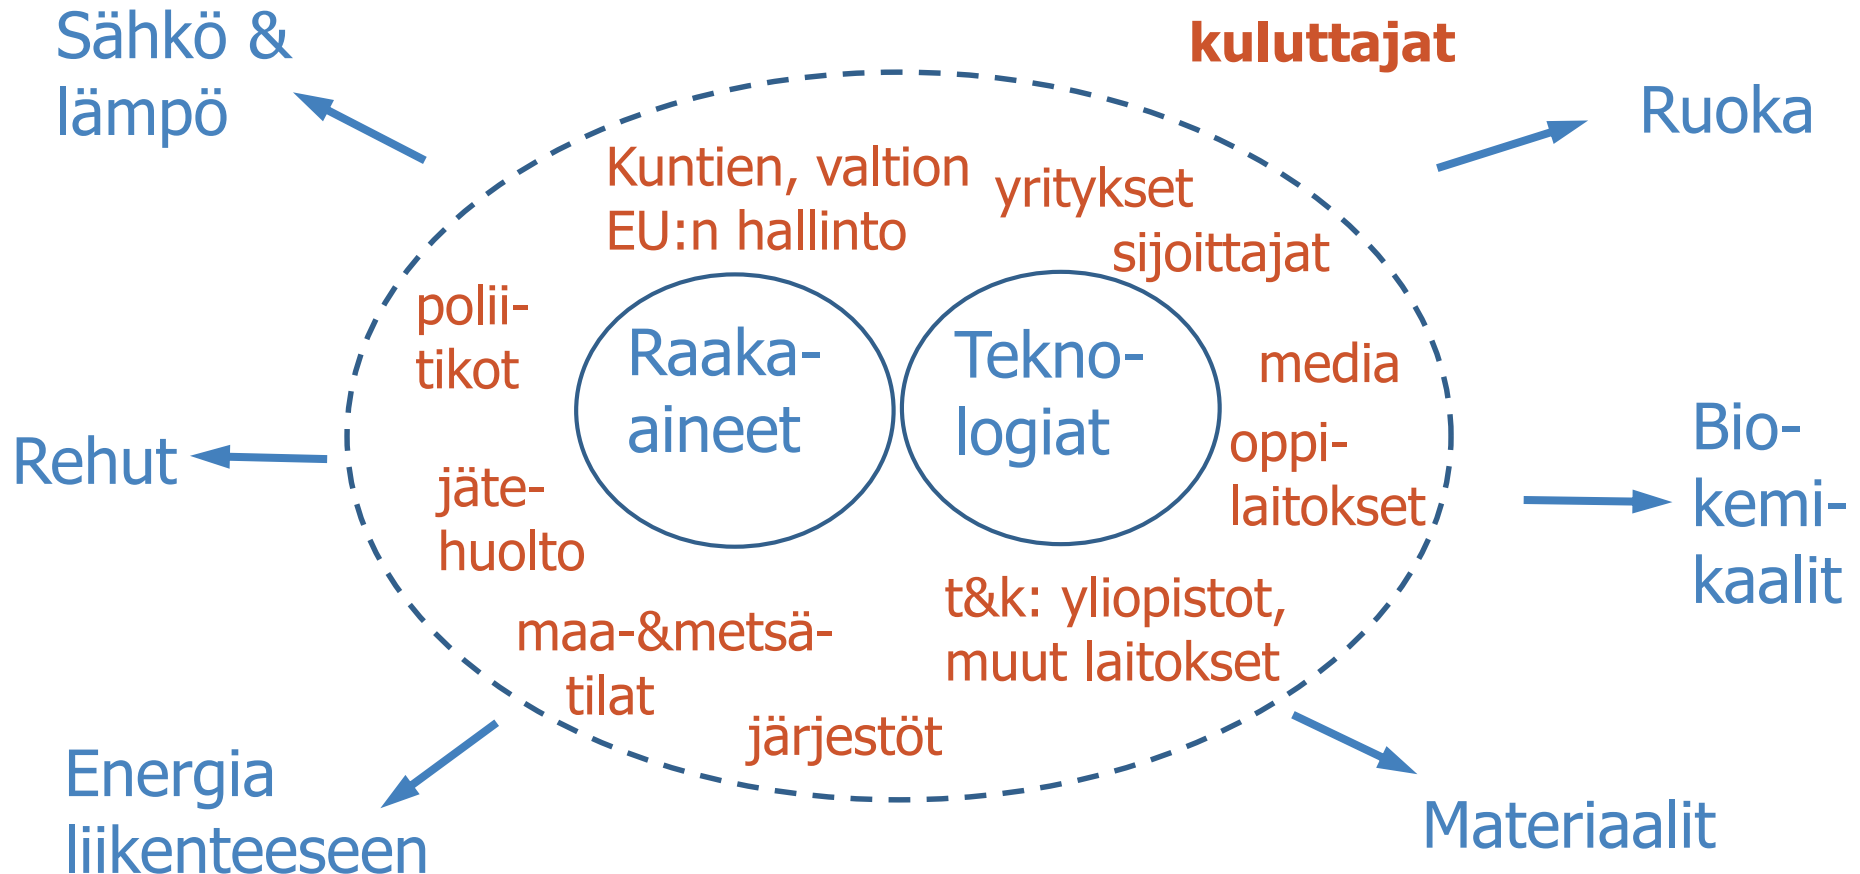 Sähkö &
lämpö
kuluttajat
Ruoka
Kuntien, valtion
EU:n hallinto
yritykset
sijoittajat
polii-
tikot
Raaka-
aineet
Tekno-
logiat
media
oppi-
laitokset
Rehut
Bio-
kemi-
kaalit
jäte-
huolto
maa-&metsä-
tilat
t&k: yliopistot,
muut laitokset
järjestöt
Energia
liikenteeseen
Materiaalit